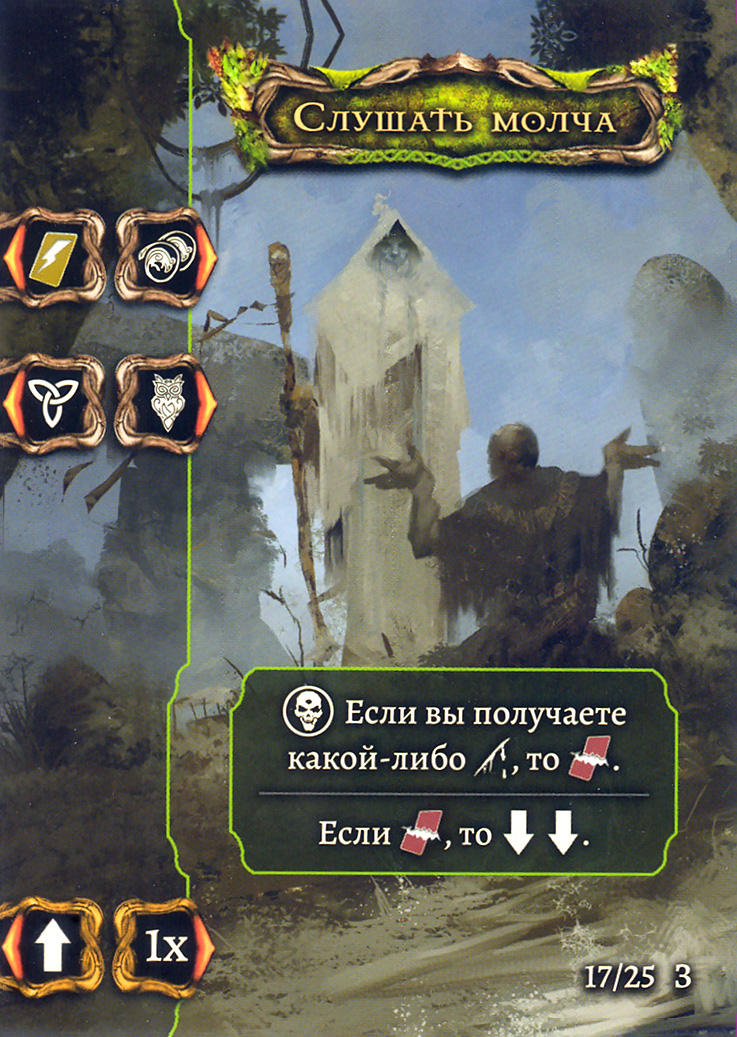 Слушать молча
Если вы получаете
какой-либо , то .
Если , то .
1x
17/25 3